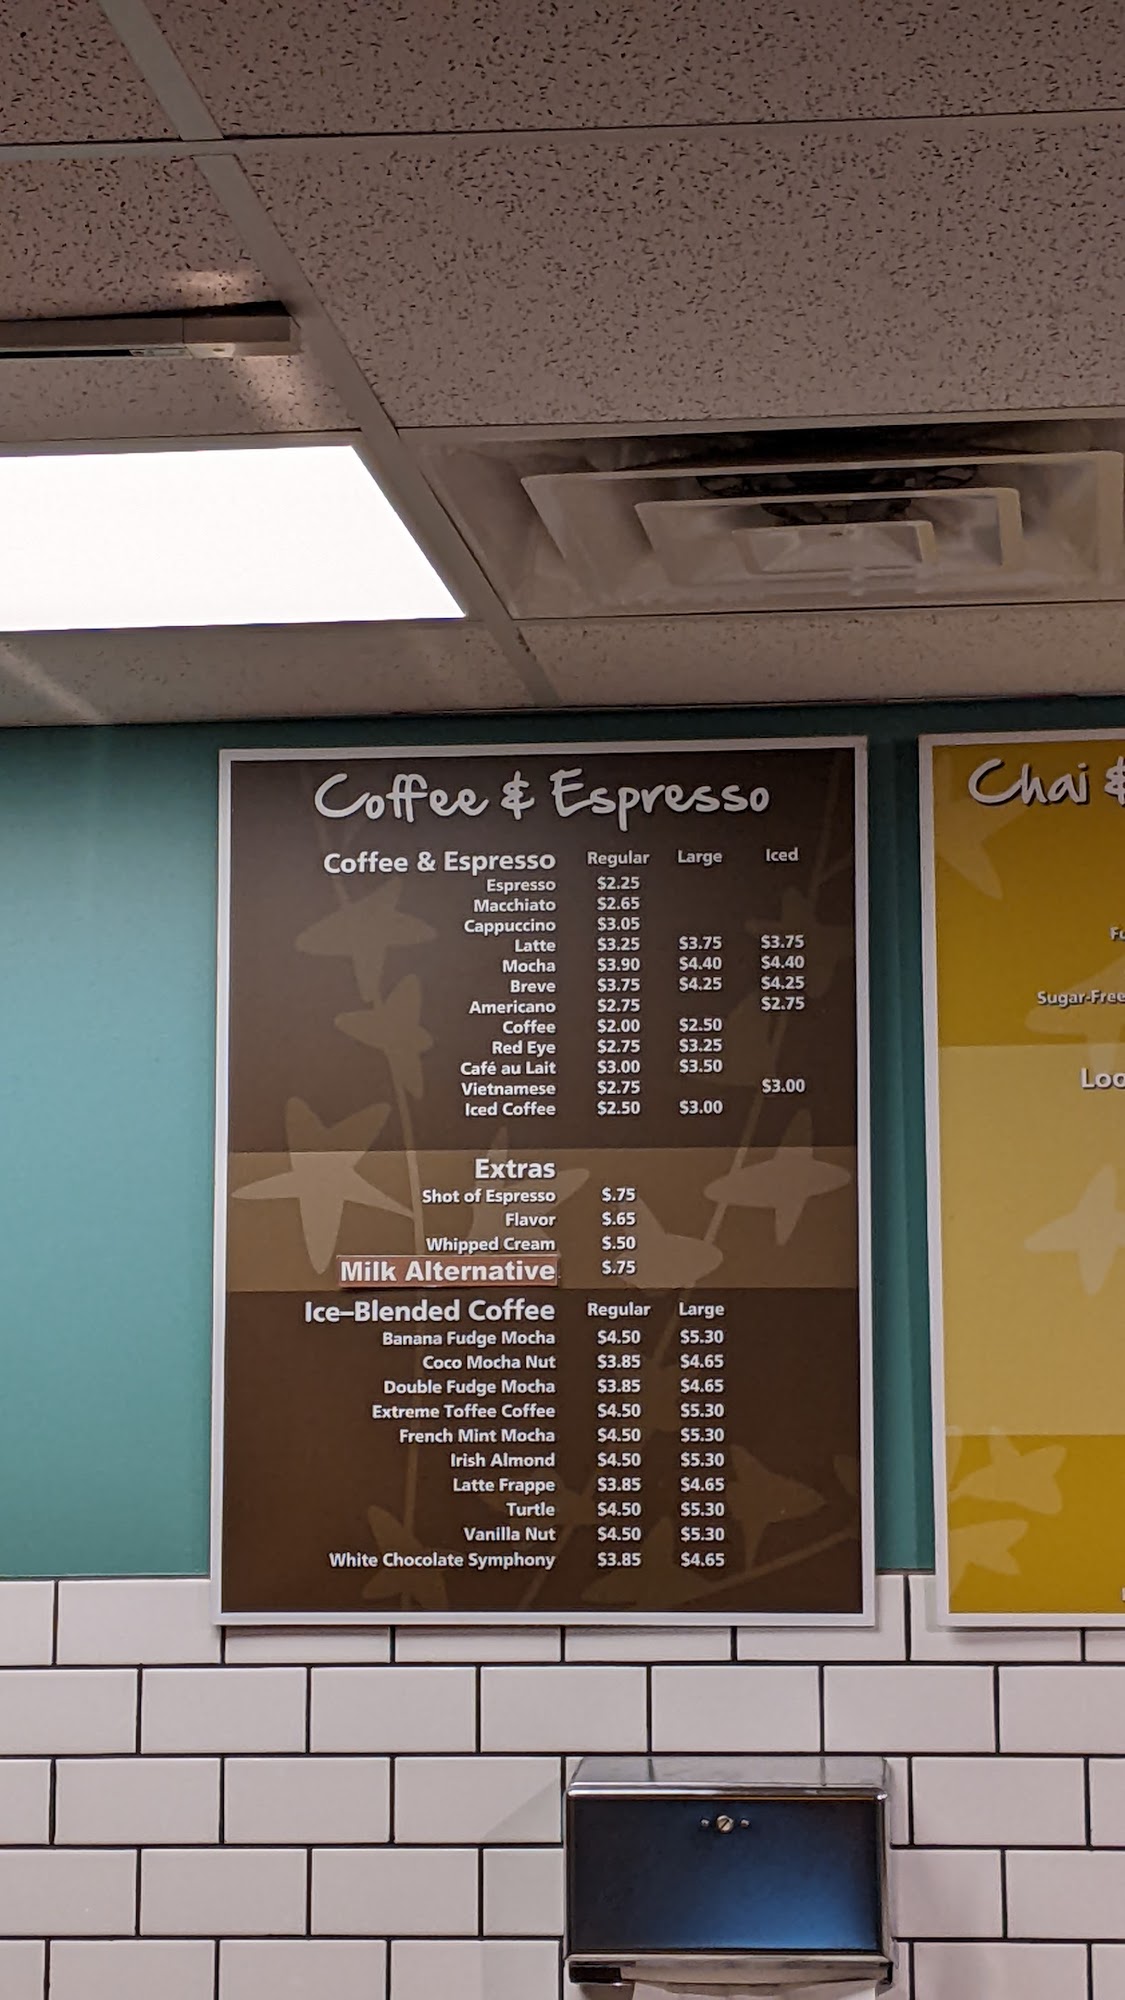 Coffee & Espresso
Coffee & Espresso Regular Large Iced
Espresso $2.25
Macchiato $2.65
Cappuccino $3.05
Latte $3.25 $3.75 $3.75
Mocha $3.90 $4.40 $4.40
Breve $3.75 $4.25 $4.25
Americano $2.75 $2.75
Coffee $2.00 $2.50
Red Eye $2.75 $3.25
Café au Lait $3.00 $3.50
Vietnamese $2.75 $3.00
Iced Coffee $2.50 $3.00
Extras
Shot of Espresso $.75
Flavor $.65
Whipped Cream $.50
Milk Alternative $.75
Ice–Blended Coffee Regular Large
Banana Fudge Mocha $4.50 $5.30
Coco Mocha Nut $3.85 $4.65
Double Fudge Mocha $3.85 $4.65
Extreme Toffee Coffee $4.50 $5.30
French Mint Mocha $4.50 $5.30
Irish Almond $4.50 $5.30
Latte Frappe $3.85 $4.65
Turtle $4.50 $5.30
Vanilla Nut $4.50 $5.30
White Chocolate Symphony $3.85 $4.65
Chai &
Sugar-Free